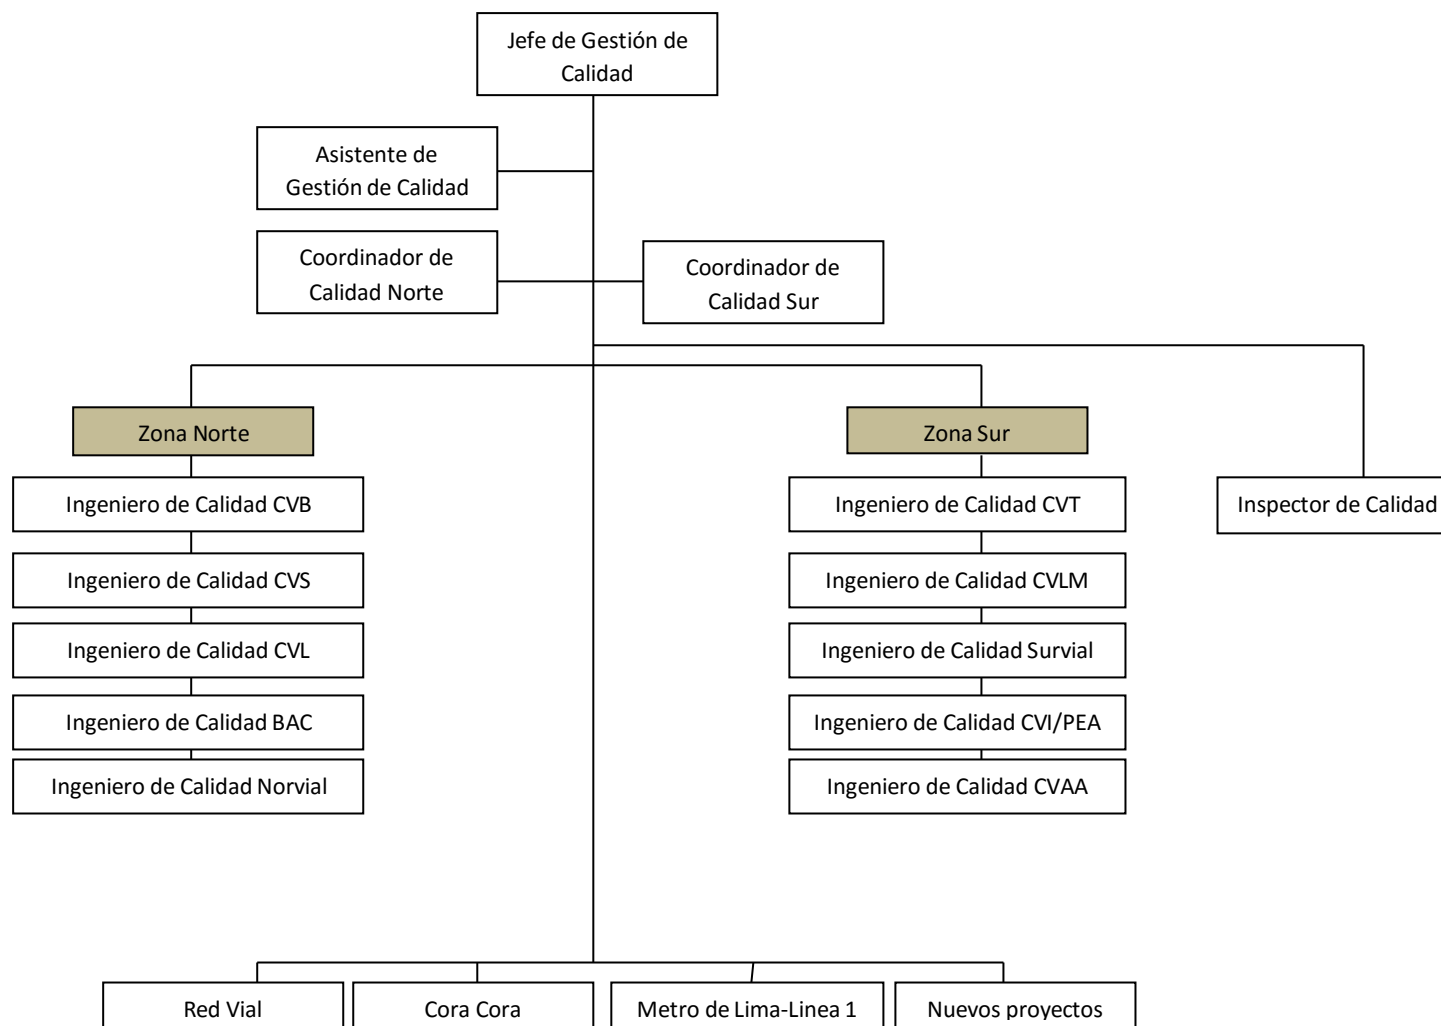 Jefe de Gestión de
Calidad
Asistente de
Gestión de Calidad
Coordinador de
Calidad Norte
Coordinador de
Calidad Sur
Zona Norte
Zona Sur
Ingeniero de Calidad CVB
Ingeniero de Calidad CVT
Inspector de Calidad
Ingeniero de Calidad CVS
Ingeniero de Calidad CVLM
Ingeniero de Calidad CVL
Ingeniero de Calidad Survial
Ingeniero de Calidad BAC
Ingeniero de Calidad CVI/PEA
Ingeniero de Calidad Norvial
Ingeniero de Calidad CVAA
Red Vial
Cora Cora
Metro de Lima-Linea 1
Nuevos proyectos